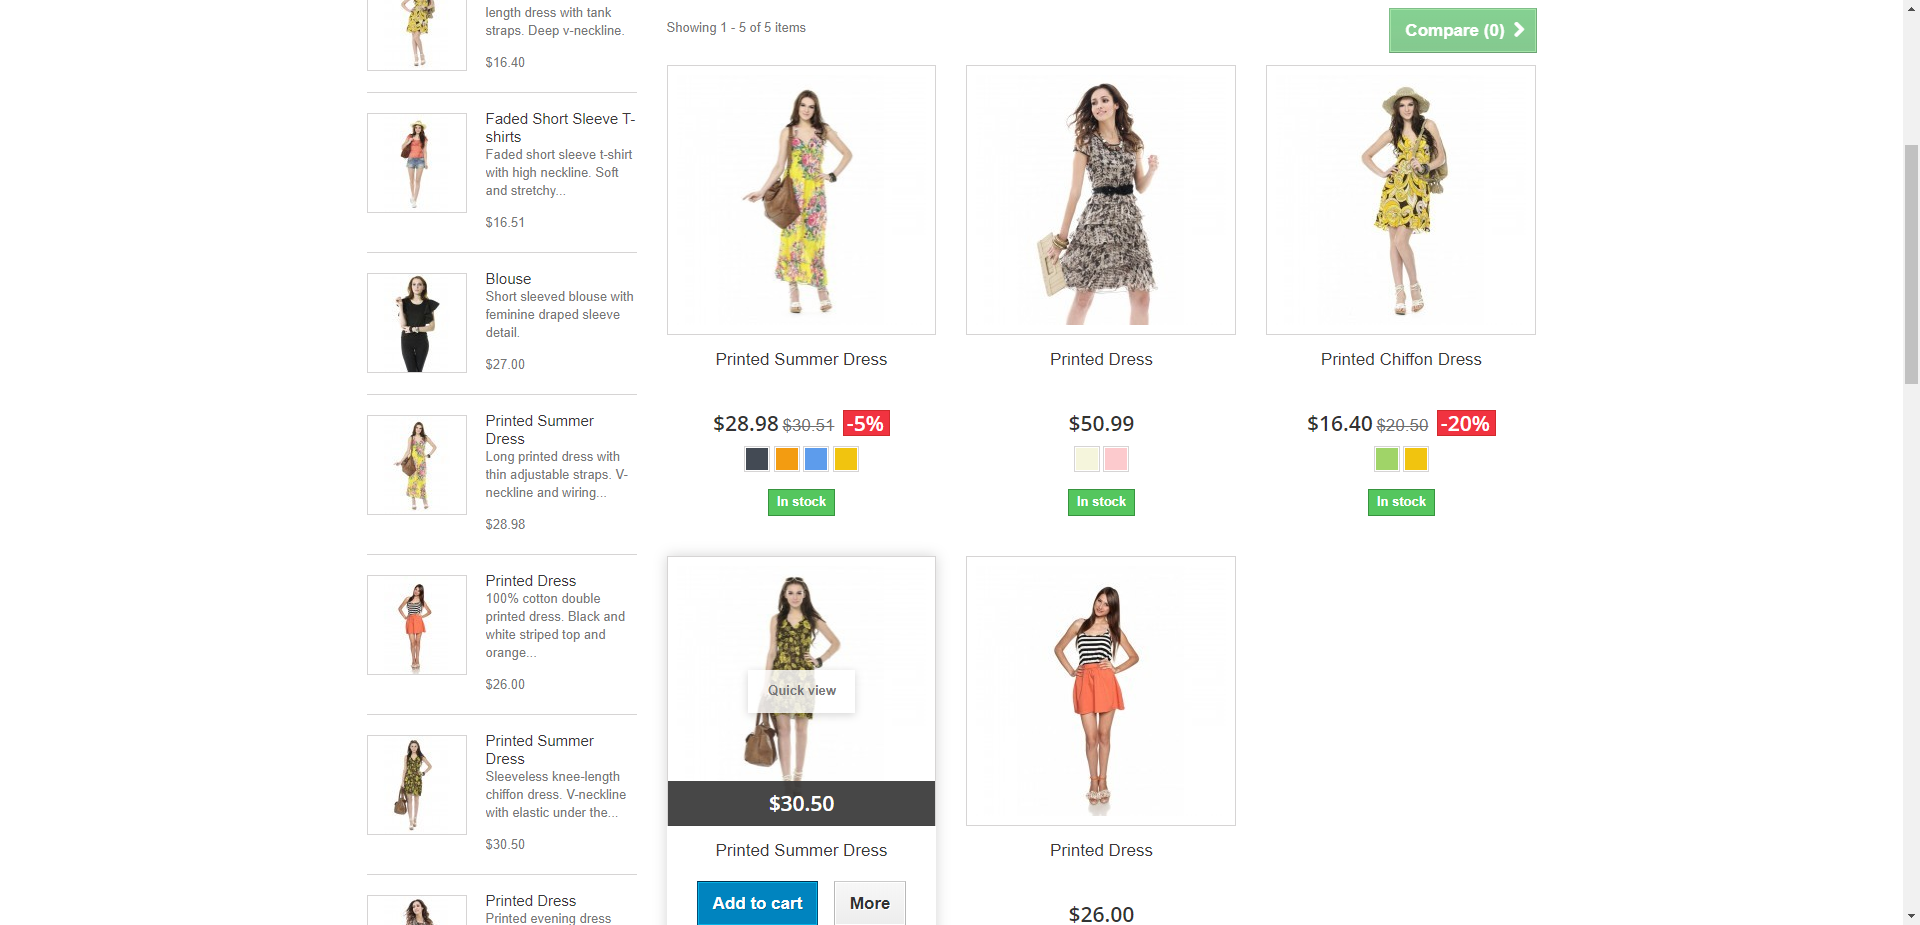 length dress with tank
straps. Deep v-neckline.
$16.40
Faded Short Sleeve T-
shirts
Faded short sleeve t-shirt
with high neckline. Soft
and stretchy...
$16.51
Blouse
Short sleeved blouse with
feminine draped sleeve
detail.
$27.00
Printed Summer
Dress
Long printed dress with
thin adjustable straps. V-
neckline and wiring...
$28.98
Printed Dress
100% cotton double
printed dress. Black and
white striped top and
orange...
$26.00
Printed Summer
Dress
Sleeveless knee-length
chiffon dress. V-neckline
with elastic under the...
$30.50
Printed Dress
Printed evening dress
Showing 1 - 5 of 5 items
Compare (0)
Printed Summer Dress
$28.98 $30.51 -5%
In stock
Printed Dress
$50.99
In stock
Printed Chiffon Dress
$16.40 $20.50 -20%
In stock
Quick view
$30.50
Printed Summer Dress
Add to cart
More
Printed Dress
$26.00